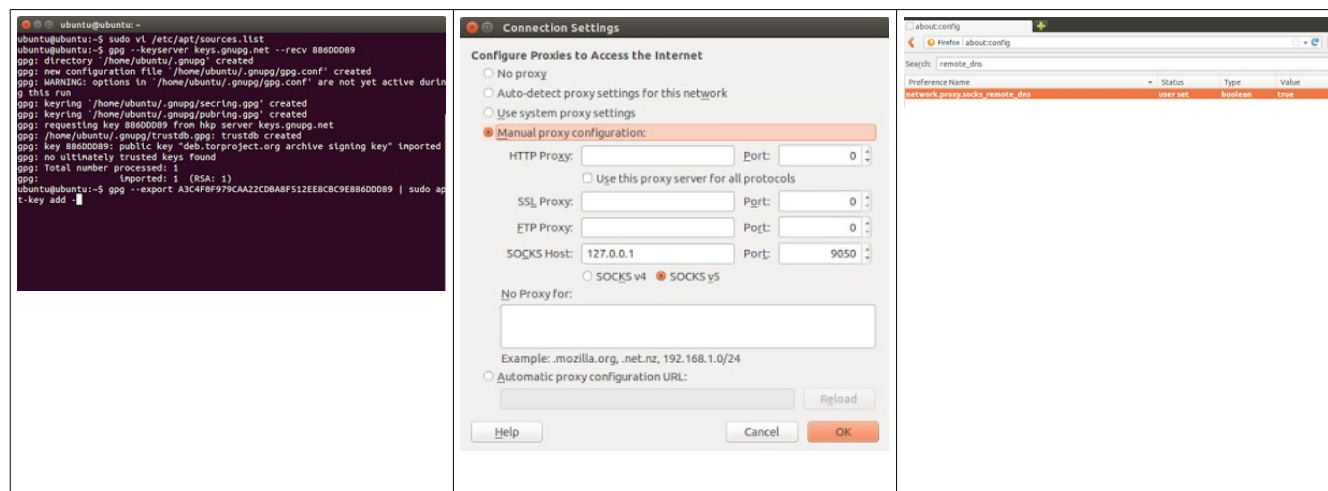 ubuntu@ubuntu: ~
ubuntu@ubuntu:~$ sudo vi /etc/apt/sources.list
ubuntu@ubuntu:~$ gpg --keyserver keys.gnupg.net --recv 886DDD89
gpg: directory `/home/ubuntu/.gnupg' created
gpg: new configuration file `/home/ubuntu/.gnupg/gpg.conf' created
gpg: WARNING: options in `/home/ubuntu/.gnupg/gpg.conf' are not yet active durin
g this run
gpg: keyring `/home/ubuntu/.gnupg/secring.gpg' created
gpg: keyring `/home/ubuntu/.gnupg/pubring.gpg' created
gpg: requesting key 886DDD89 from hkp server keys.gnupg.net
gpg: /home/ubuntu/.gnupg/trustdb.gpg: trustdb created
gpg: key 886DDD89: public key "deb.torproject.org archive signing key" imported
gpg: no ultimately trusted keys found
gpg: Total number processed: 1
gpg: imported: 1 (RSA: 1)
ubuntu@ubuntu:~$ gpg --export A3C4F0F979CAA22CDBA8F512EE8CBC9E886DDD89 | sudo ap
t-key add -
Connection Settings
Configure Proxies to Access the Internet
No proxy
Auto-detect proxy settings for this network
Use system proxy settings
Manual proxy configuration:
HTTP Proxy: Port: 0
Use this proxy server for all protocols
SSL Proxy: Port: 0
FTP Proxy: Port: 0
SOCKS Host: 127.0.0.1 Port: 9050
SOCKS v4 SOCKS v5
No Proxy for:
Example: .mozilla.org, .net.nz, 192.168.1.0/24
Automatic proxy configuration URL:
Reload
Help Cancel OK
about:config
Firefox about:config
Search: remote_dns
Preference Name Status Type Value
network.proxy.socks_remote_dns user set boolean true